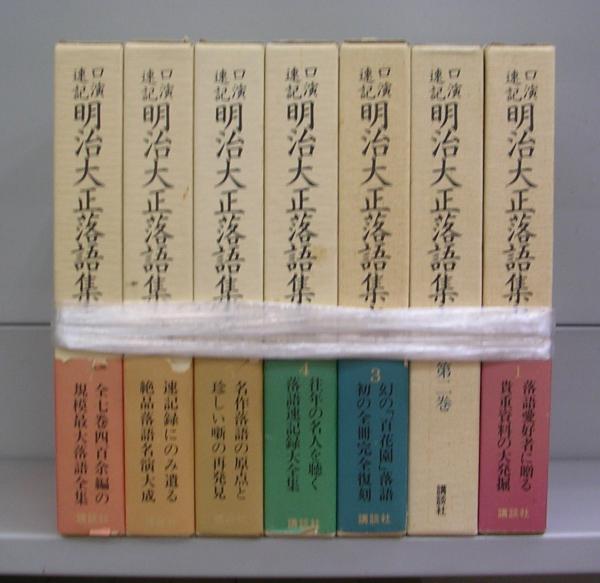 口演
速記
明治大正落語集
1
落語愛好者に贈る
貴重資料の大発掘
講談社
口演
速記
明治大正落語集
第二巻
講談社
口演
速記
明治大正落語集
3
幻の「百花園」落語
初の全冊完全復刻
講談社
口演
速記
明治大正落語集
4
往年の名人を聴く
落語速記録大全集
講談社
口演
速記
明治大正落語集
名作落語の原点と
珍しい噺の再発見
講談社
口演
速記
明治大正落語集
速記録にのみ遺る
絶品落語名演大成
講談社
口演
速記
明治大正落語集
全七巻四百余編の
規模最大落語全集
講談社